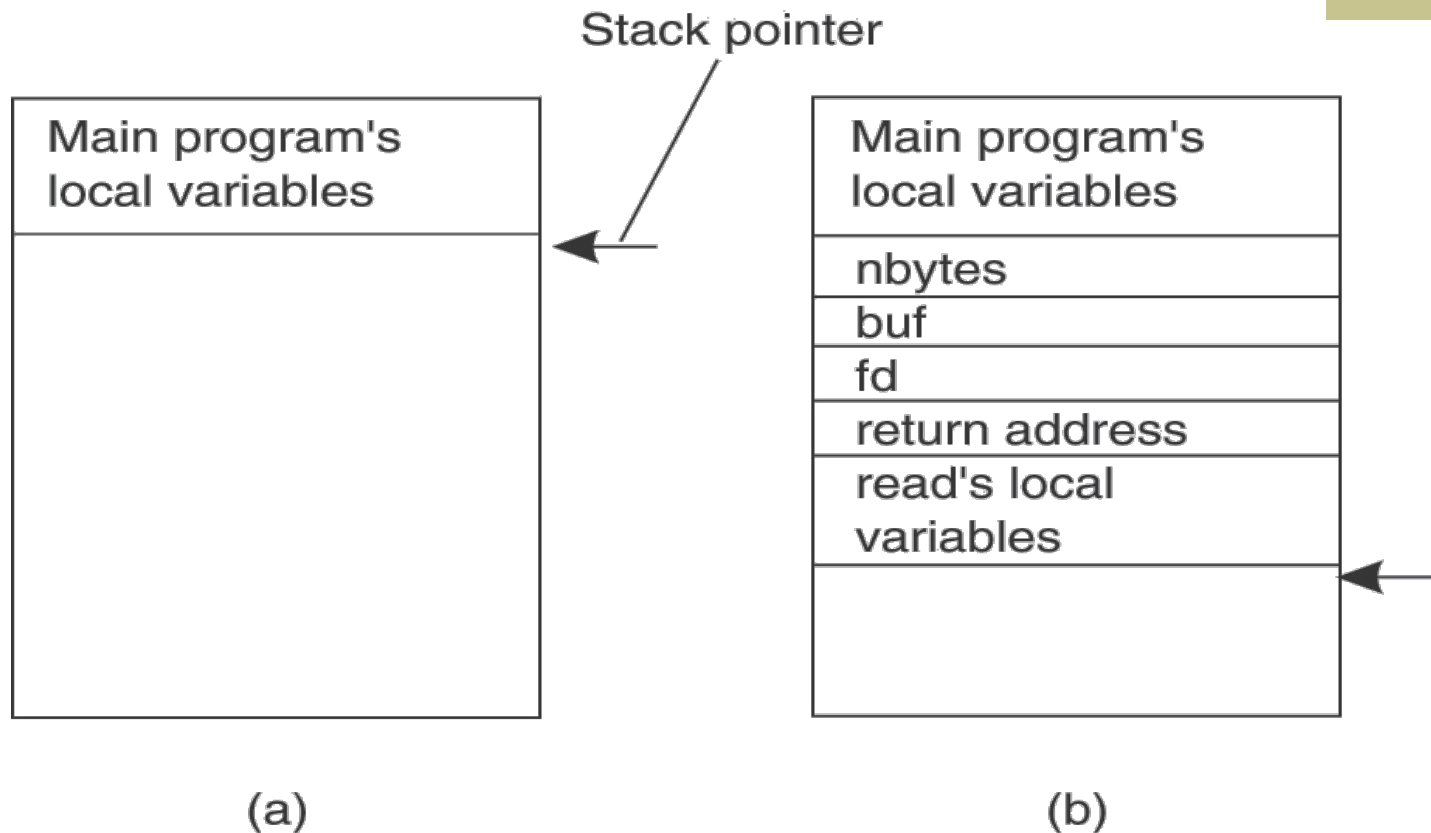 Stack pointer
Main program's
local variables
Main program's
local variables
nbytes
buf
fd
return address
read's local
variables
(a)
(b)